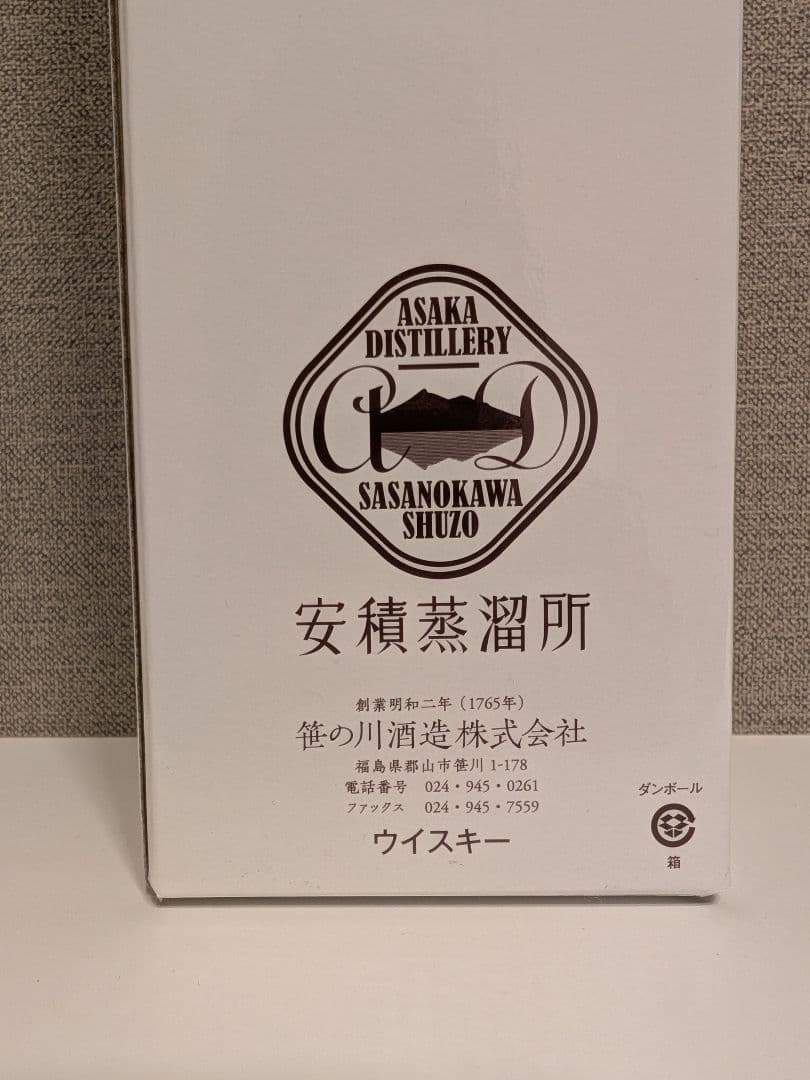 ASAKA
DISTILLERY
a D
SASANOKAWA
SHUZO
安積蒸溜所
創業明和二年（1765年）
笹の川酒造株式会社
福島県郡山市笹川 1-178
電話番号 024・945・0261
ファックス 024・945・7559
ウイスキー
ダンボール
箱